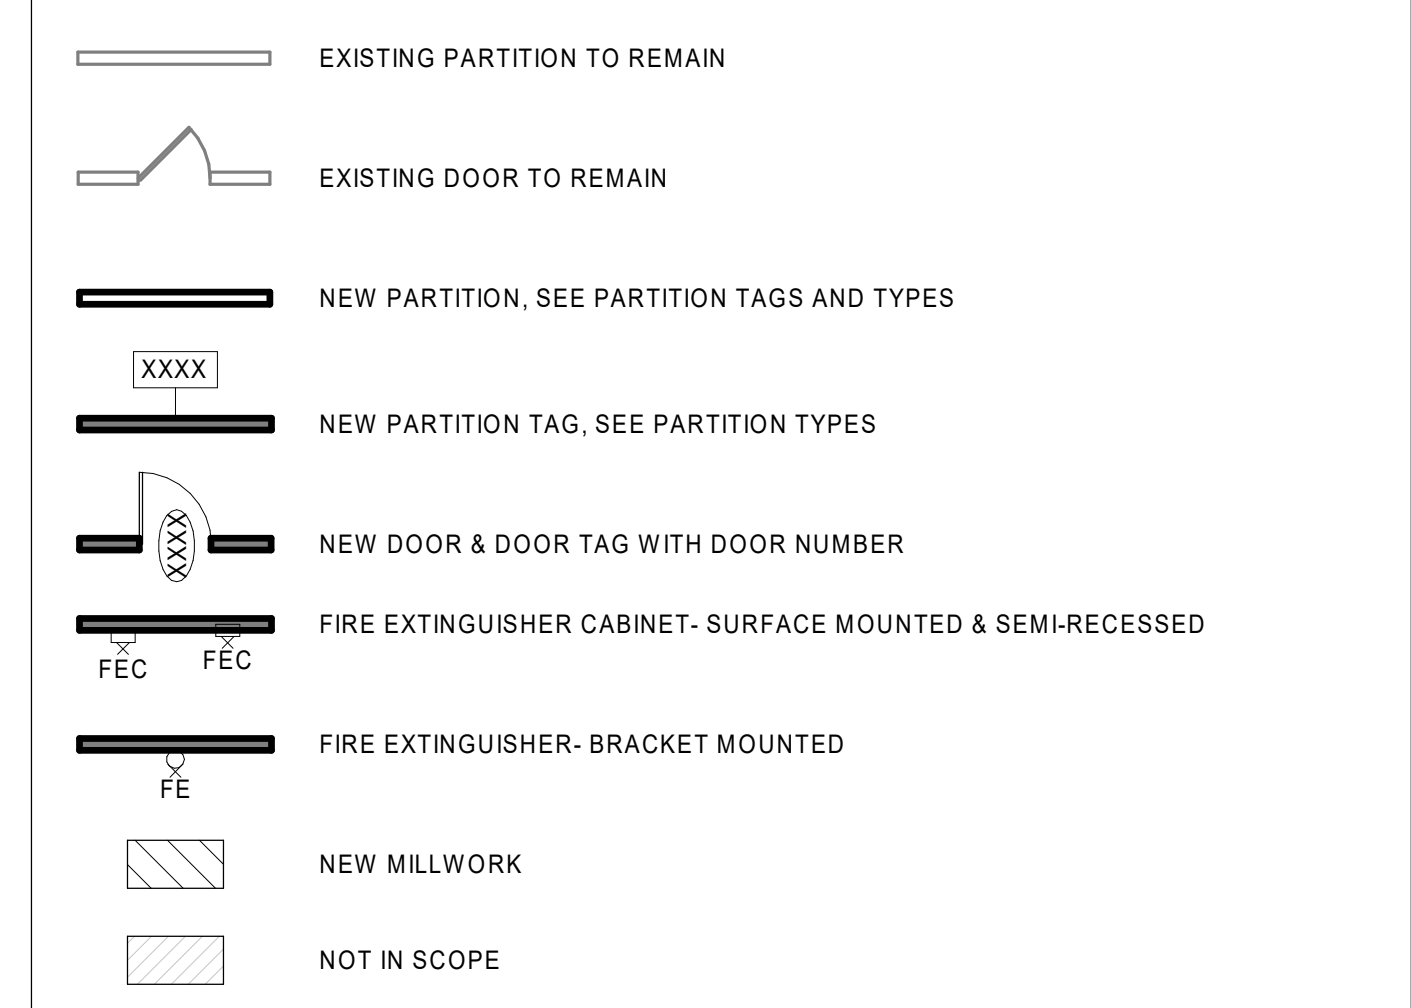 EXISTING PARTITION TO REMAIN
EXISTING DOOR TO REMAIN
NEW PARTITION, SEE PARTITION TAGS AND TYPES
XXXX
NEW PARTITION TAG, SEE PARTITION TYPES
XXXX
NEW DOOR & DOOR TAG WITH DOOR NUMBER
FIRE EXTINGUISHER CABINET- SURFACE MOUNTED & SEMI-RECESSED
FEC
FEC
FIRE EXTINGUISHER- BRACKET MOUNTED
FE
NEW MILLWORK
NOT IN SCOPE